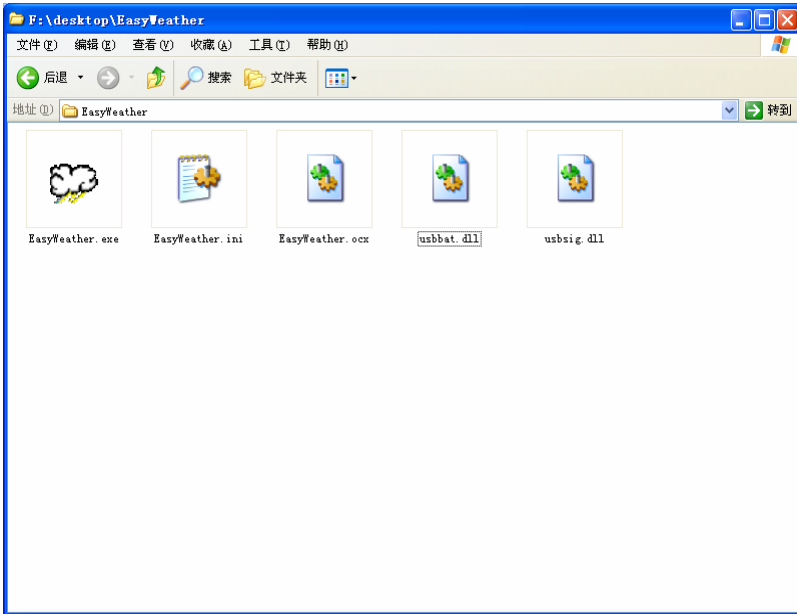 F:\desktop\EasyWeather
文件(F) 编辑(E) 查看(V) 收藏(A) 工具(T) 帮助(H)
后退 搜索 文件夹
地址(D) EasyWeather 转到
EasyWeather.exe EasyWeather.ini EasyWeather.ocx usbbat.dll usbsig.dll